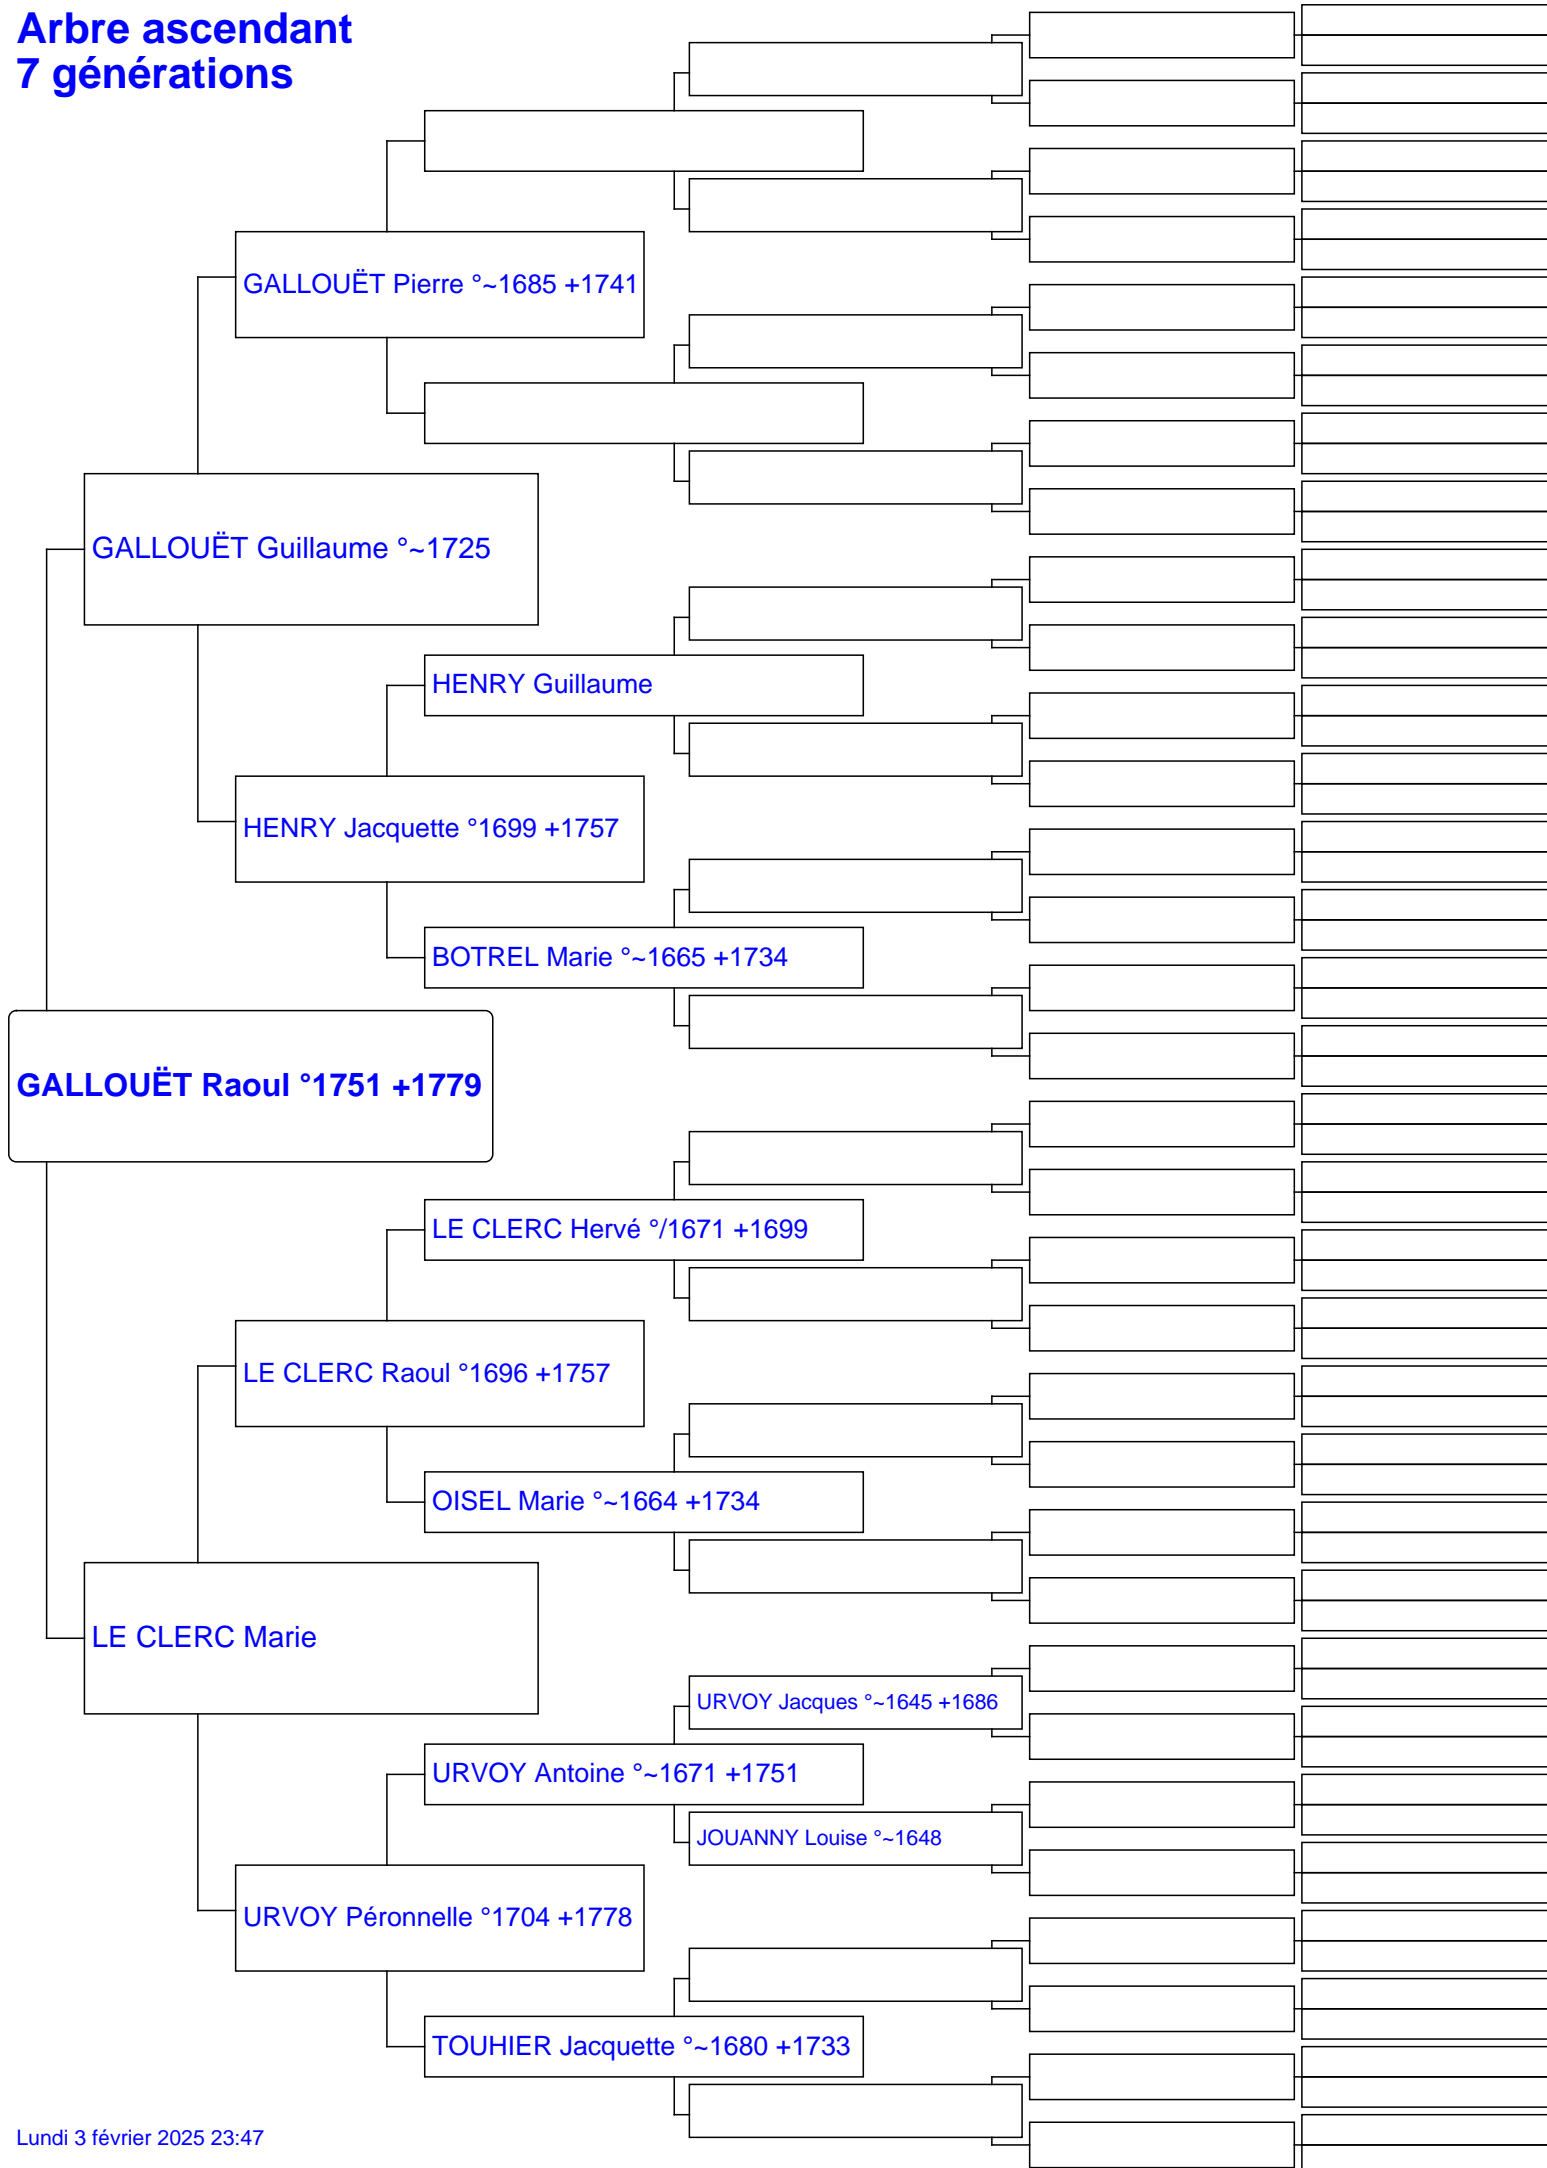 Arbre ascendant
7 générations
GALLOUËT Pierre °~1685 +1741
GALLOUËT Guillaume °~1725
HENRY Guillaume
HENRY Jacquette °1699 +1757
BOTREL Marie °~1665 +1734
GALLOUËT Raoul °1751 +1779
LE CLERC Hervé °/1671 +1699
LE CLERC Raoul °1696 +1757
OISEL Marie °~1664 +1734
LE CLERC Marie
URVOY Jacques °~1645 +1686
URVOY Antoine °~1671 +1751
JOUANNY Louise °~1648
URVOY Péronnelle °1704 +1778
TOUHIER Jacquette °~1680 +1733
Lundi 3 février 2025 23:47